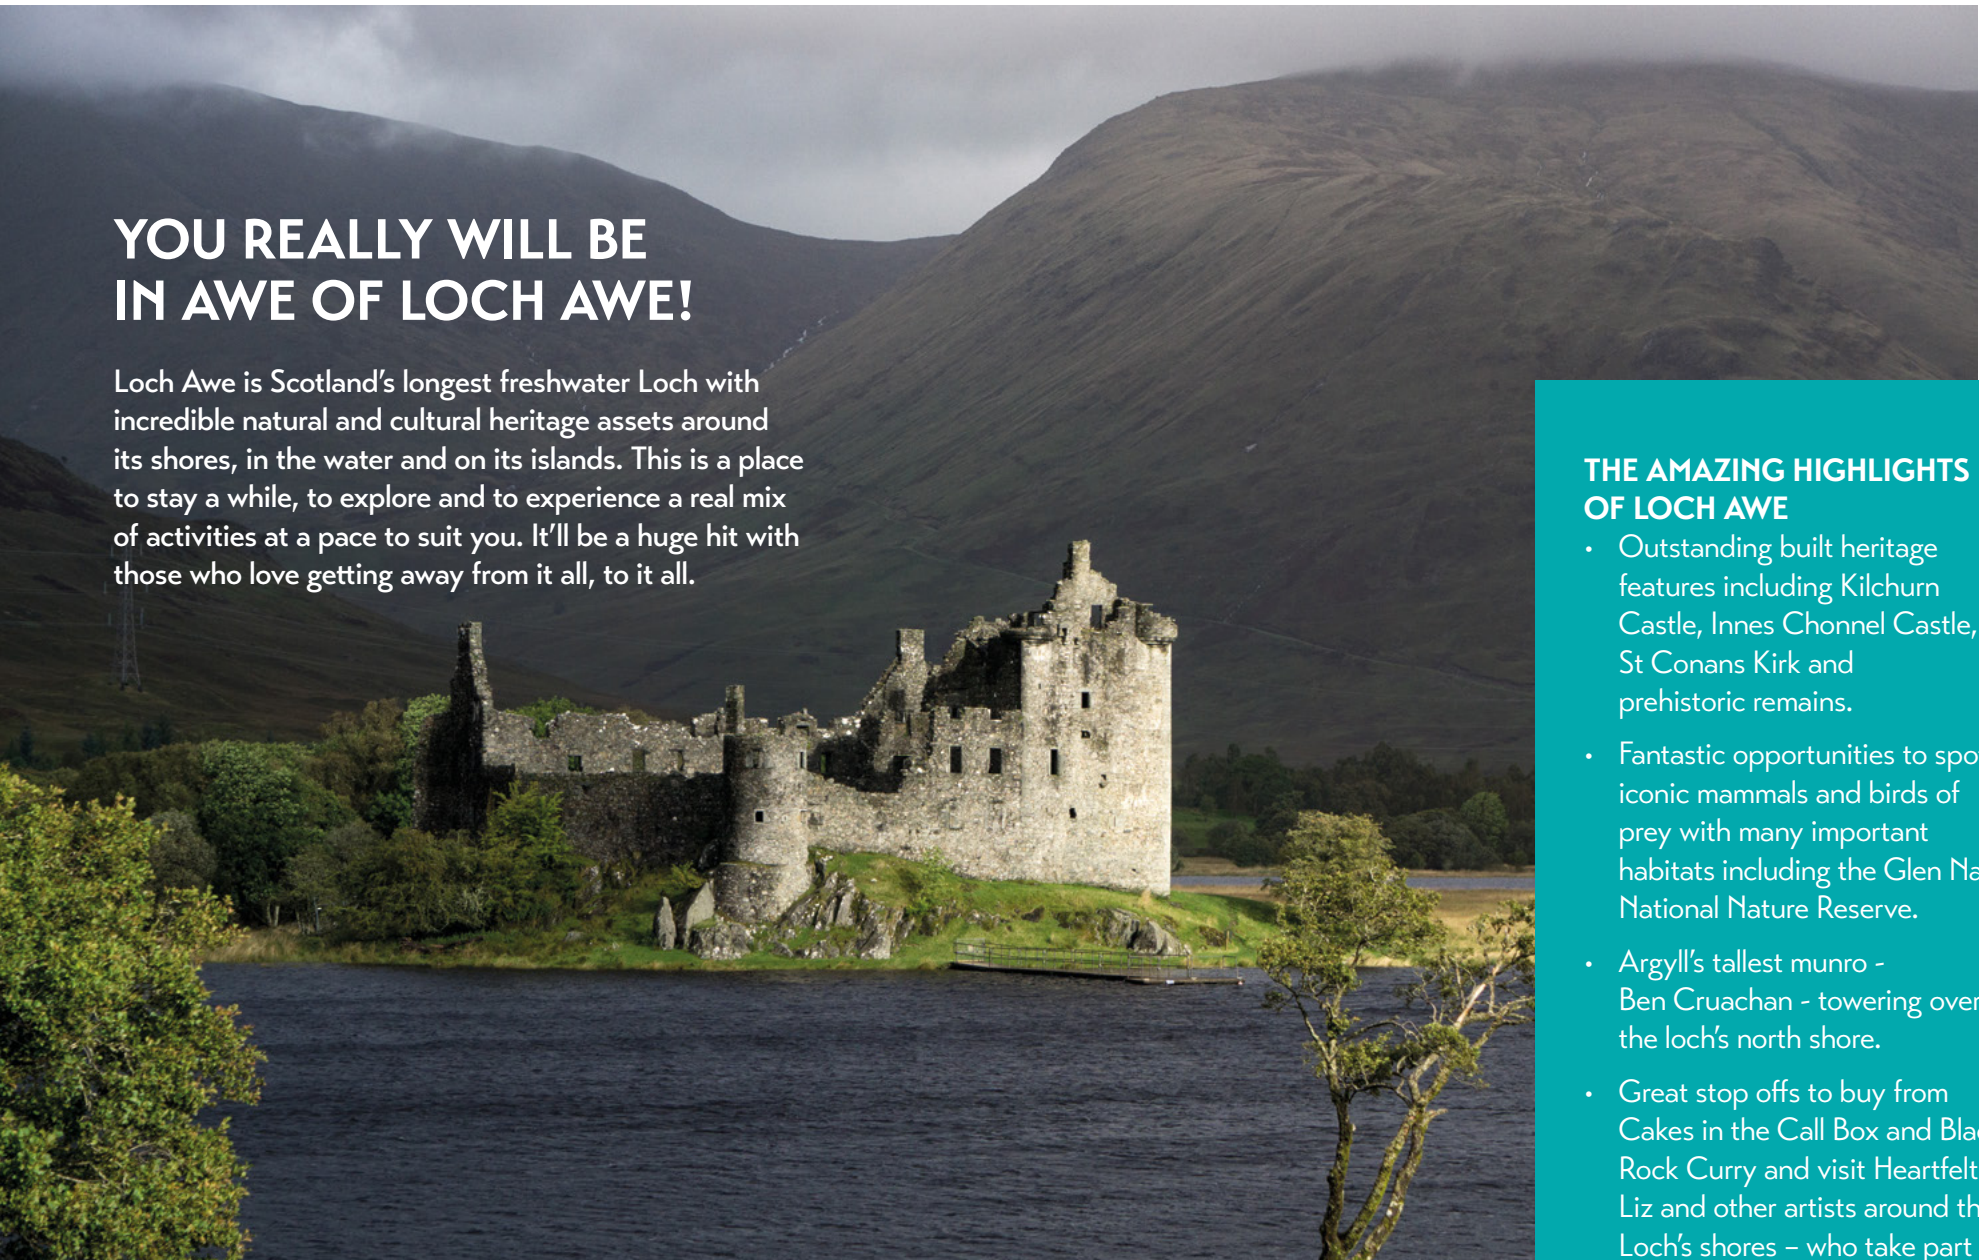 YOU REALLY WILL BE
IN AWE OF LOCH AWE!
Loch Awe is Scotland's longest freshwater Loch with
incredible natural and cultural heritage assets around
its shores, in the water and on its islands. This is a place
to stay a while, to explore and to experience a real mix
of activities at a pace to suit you. It'll be a huge hit with
those who love getting away from it all, to it all.
THE AMAZING HIGHLIGHTS
OF LOCH AWE
• Outstanding built heritage
features including Kilchurn
Castle, Innes Chonnel Castle,
St Conans Kirk and
prehistoric remains.
• Fantastic opportunities to
iconic mammals and birds of
prey with many important
habitats including the Glen
National Nature Reserve.
• Argyll's tallest munro -
Ben Cruachan - towering over
the loch's north shore.
• Great stop offs to buy from
Cakes in the Call Box and
Rock Curry and visit Heartfelt
Liz and other artists around
Loch's shores – who take part